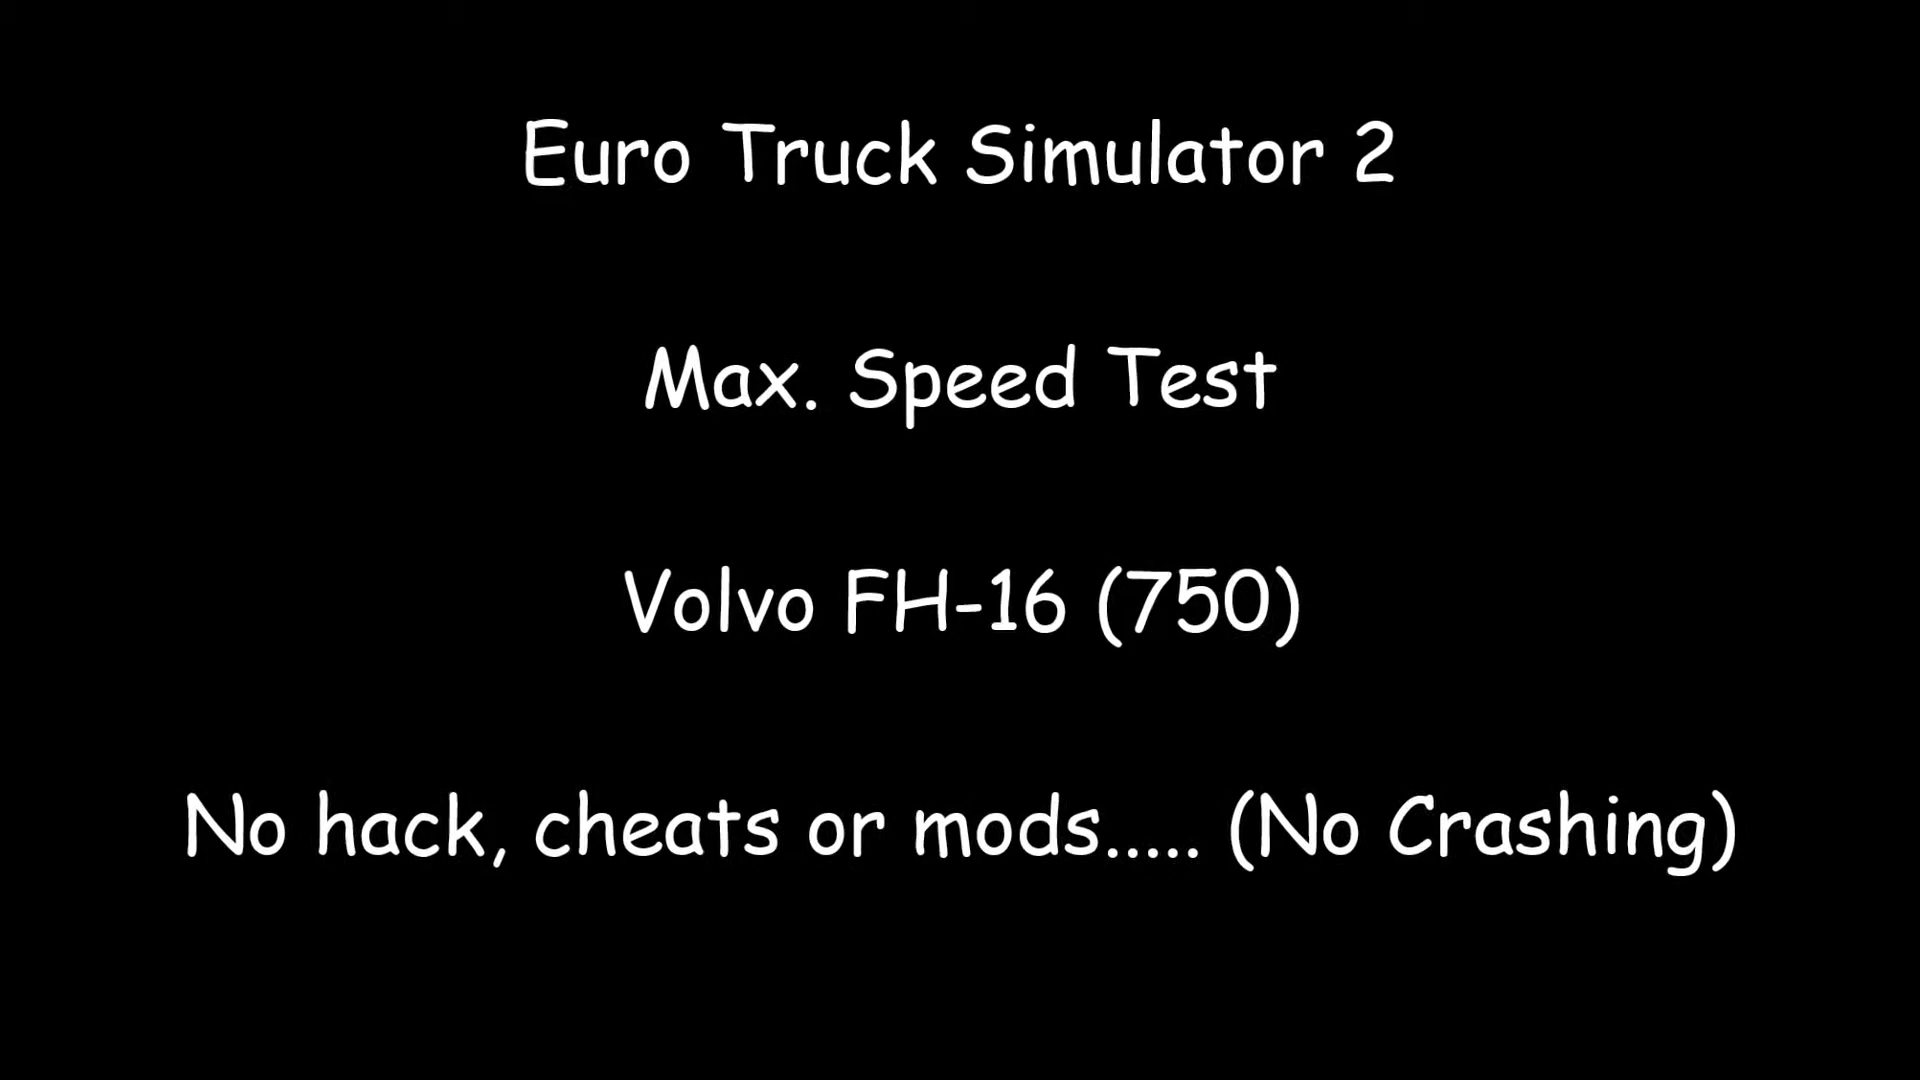 Euro Truck Simulator 2
Max. Speed Test
Volvo FH-16 (750)
No hack, cheats or mods..... (No Crashing)